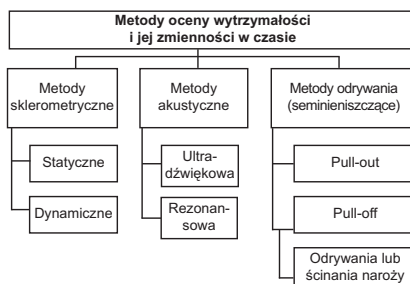 Metody oceny wytrzymałości
i jej zmienności w czasie
Metody
sklerometryczne
Statyczne
Dynamiczne
Metody
akustyczne
Ultra-
dźwiękowa
Rezonan-
sowa
Metody odrywania
(seminieniszczące)
Pull-out
Pull-off
Odrywania lub
ścinania naroży